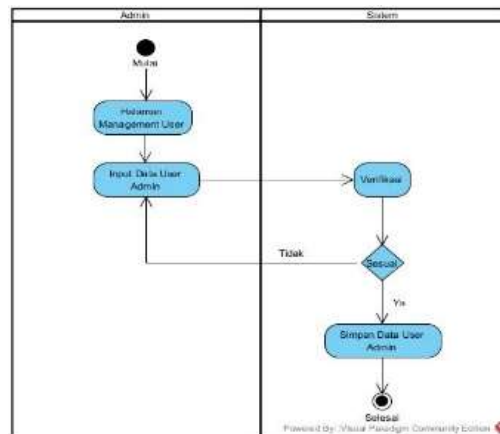 Admin
Sistem
Mulai
Halaman
Management User
Input Data User
Admin
Verifikasi
Tidak
Sesuai
Ya
Simpan Data User
Admin
Selesai
Powered By: Visual Paradigm Community Edition